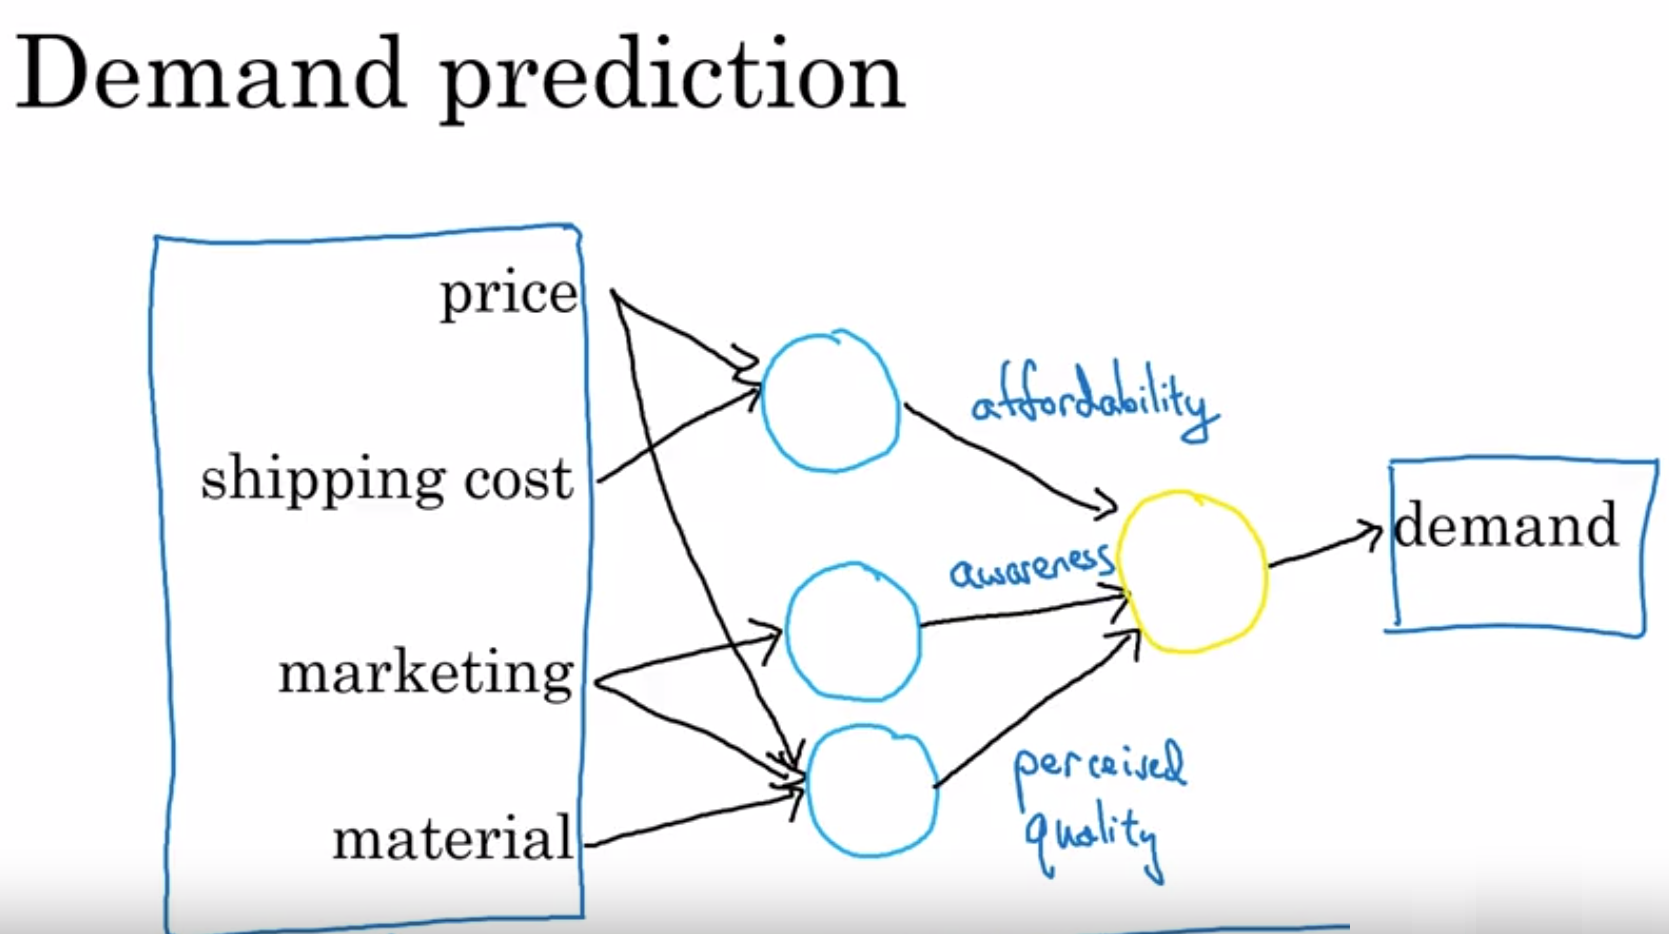 Demand prediction
price
shipping cost
marketing
material
affordability
awareness
perceived
quality
demand